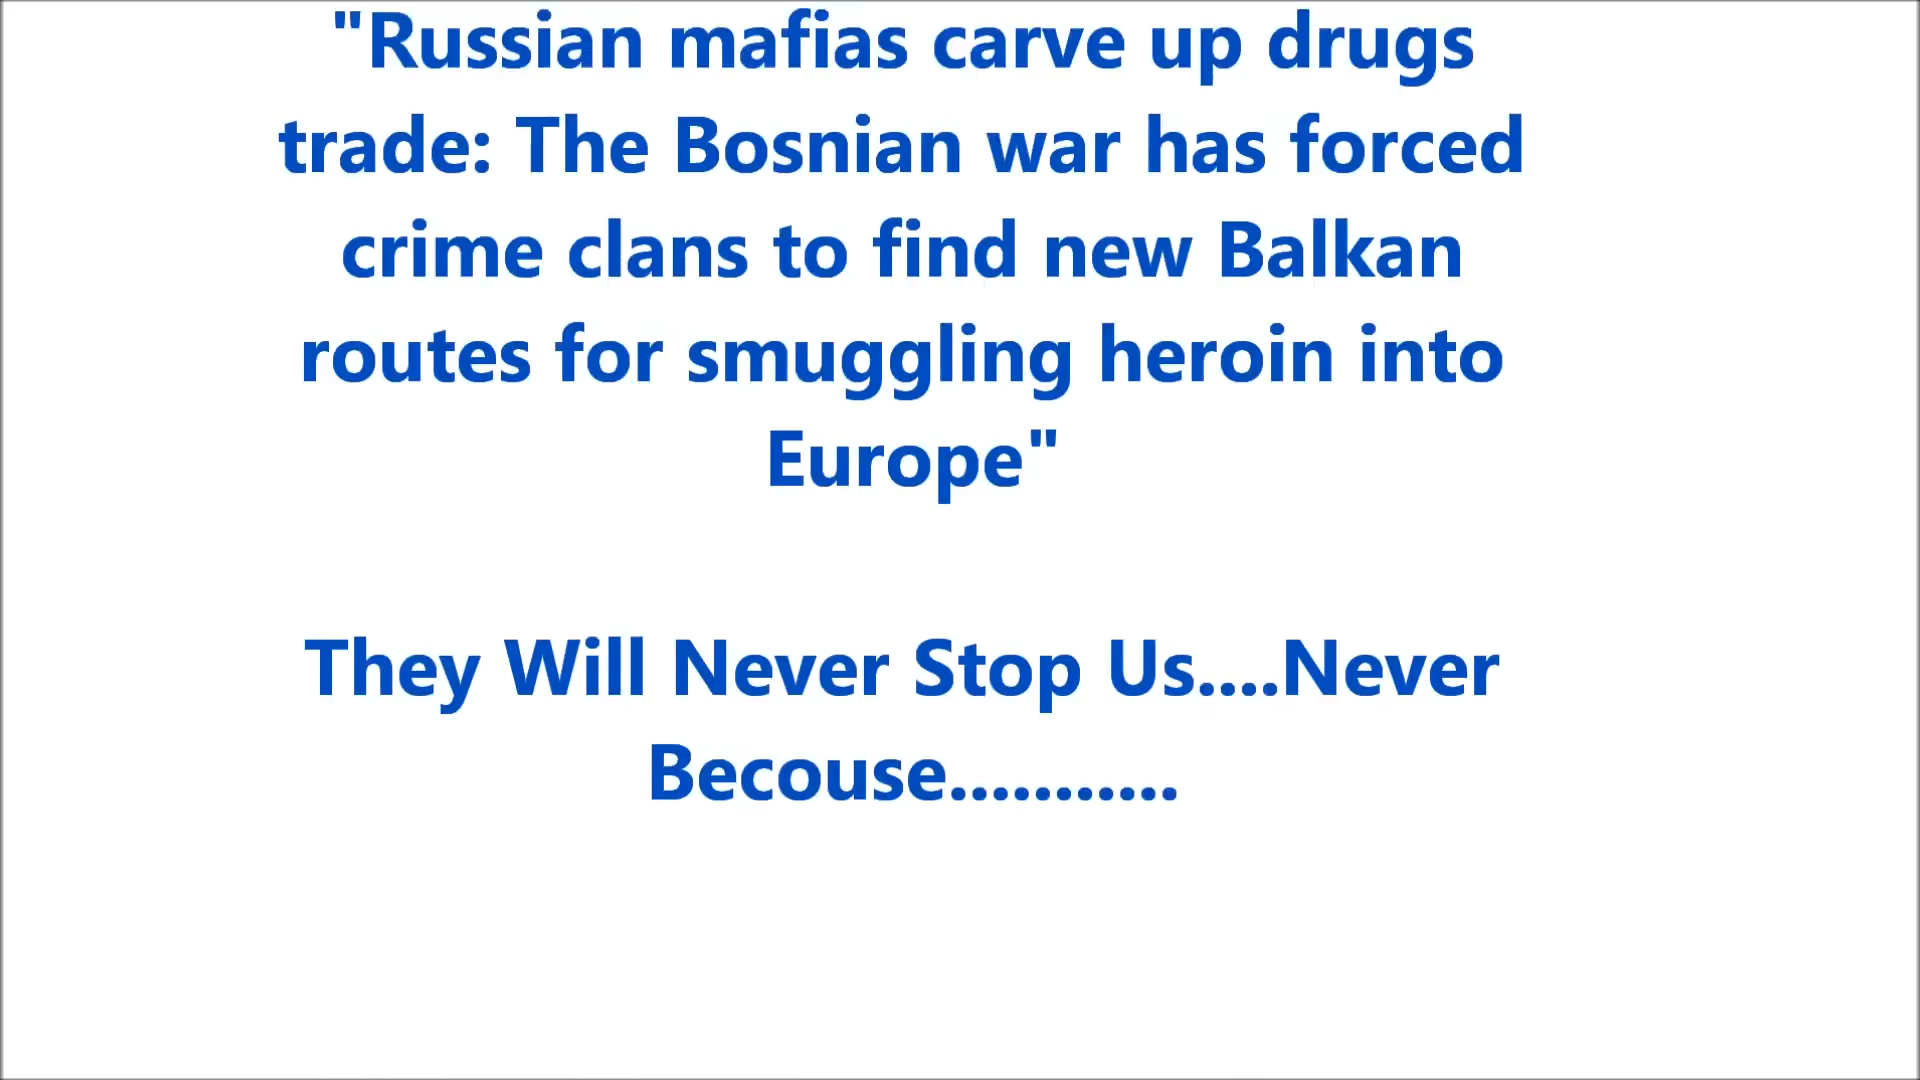 "Russian mafias carve up drugs
trade: The Bosnian war has forced
crime clans to find new Balkan
routes for smuggling heroin into
Europe"
They Will Never Stop Us....Never
Becouse...........